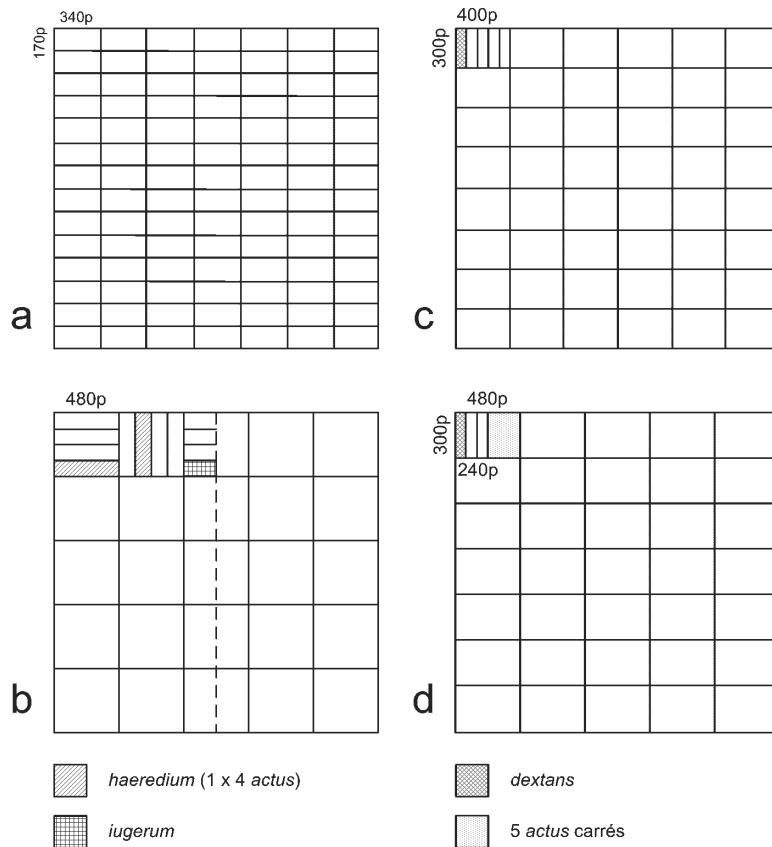 340p
170p
a
400p
300p
c
480p
b
480p
300p
240p
d
haeredium (1 x 4 actus)
iugerum
dextans
5 actus carrés